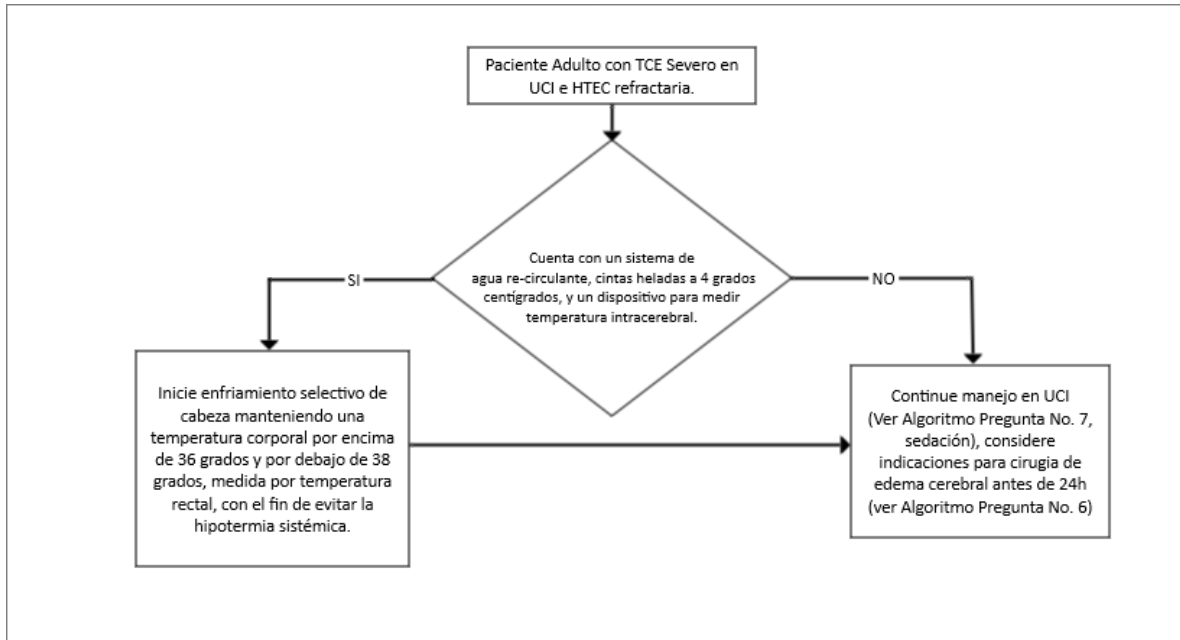 Paciente Adulto con TCE Severo en
UCI e HTEC refractaria.
Cuenta con un sistema de
agua re-circulante, cintas heladas a 4 grados
centígrados, y un dispositivo para medir
temperatura intracerebral.
SI
NO
Inicie enfriamiento selectivo de
cabeza manteniendo una
temperatura corporal por encima
de 36 grados y por debajo de 38
grados, medida por temperatura
rectal, con el fin de evitar la
hipotermia sistémica.
Continue manejo en UCI
(Ver Algoritmo Pregunta No. 7,
sedación), considere
indicaciones para cirugia de
edema cerebral antes de 24h
(ver Algoritmo Pregunta No. 6)